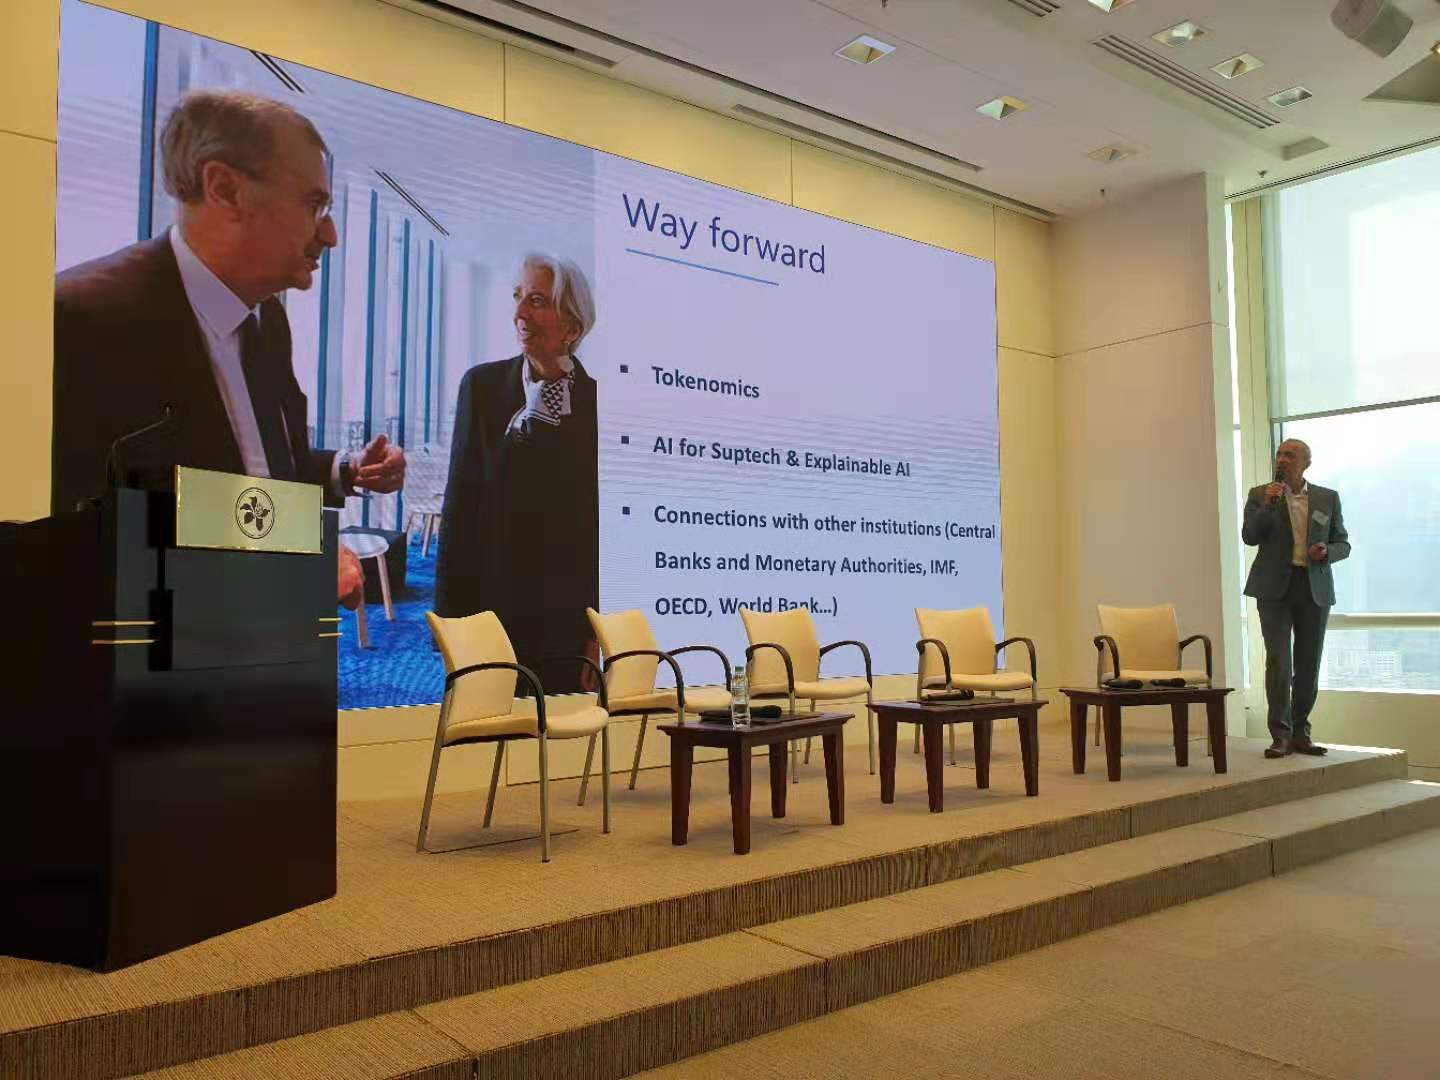 Way forward
▪ Tokenomics
▪ AI for Suptech & Explainable AI
▪ Connections with other institutions (Central
Banks and Monetary Authorities, IMF,
OECD, World Bank...)